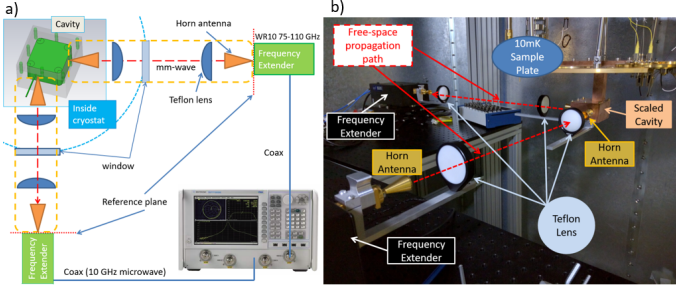 a)
Cavity
Horn antenna
WR10 75-110 GHz
Frequency
Extender
mm-wave
Teflon lens
Inside
cryostat
window
Coax
Reference plane
Frequency
Extender
Coax (10 GHz microwave)
b)
Free-space
propagation
path
10mK
Sample
Plate
Frequency
Extender
Scaled
Cavity
Horn
Antenna
Horn
Antenna
Teflon
Lens
Frequency
Extender